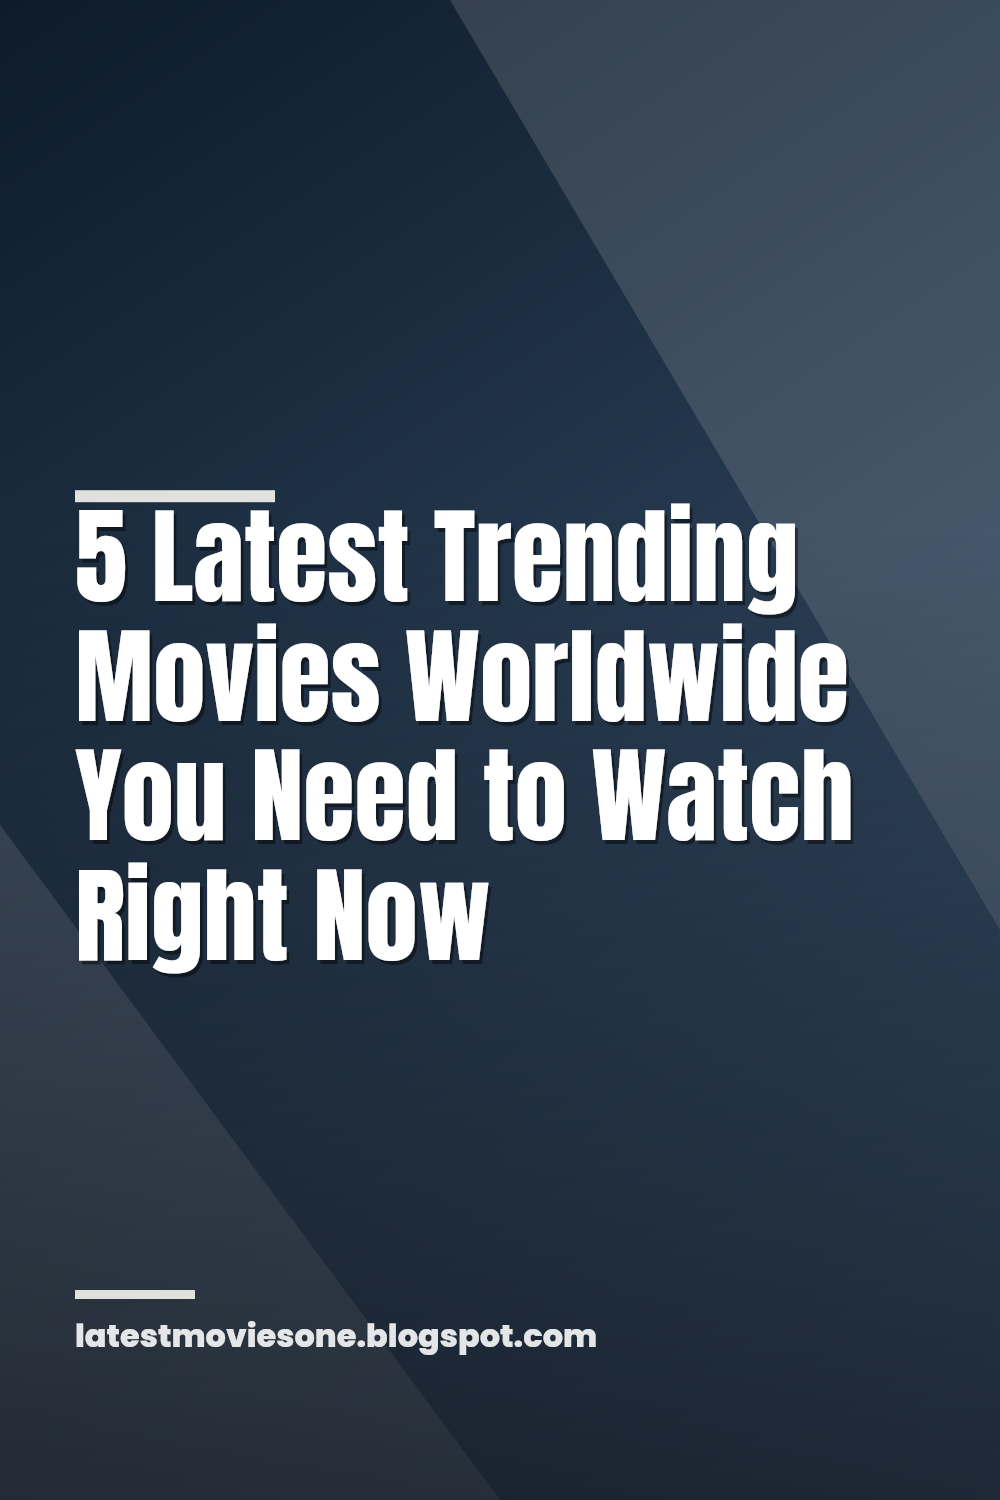 5 Latest Trending
Movies Worldwide
You Need to Watch
Right Now
latestmoviesone.blogspot.com